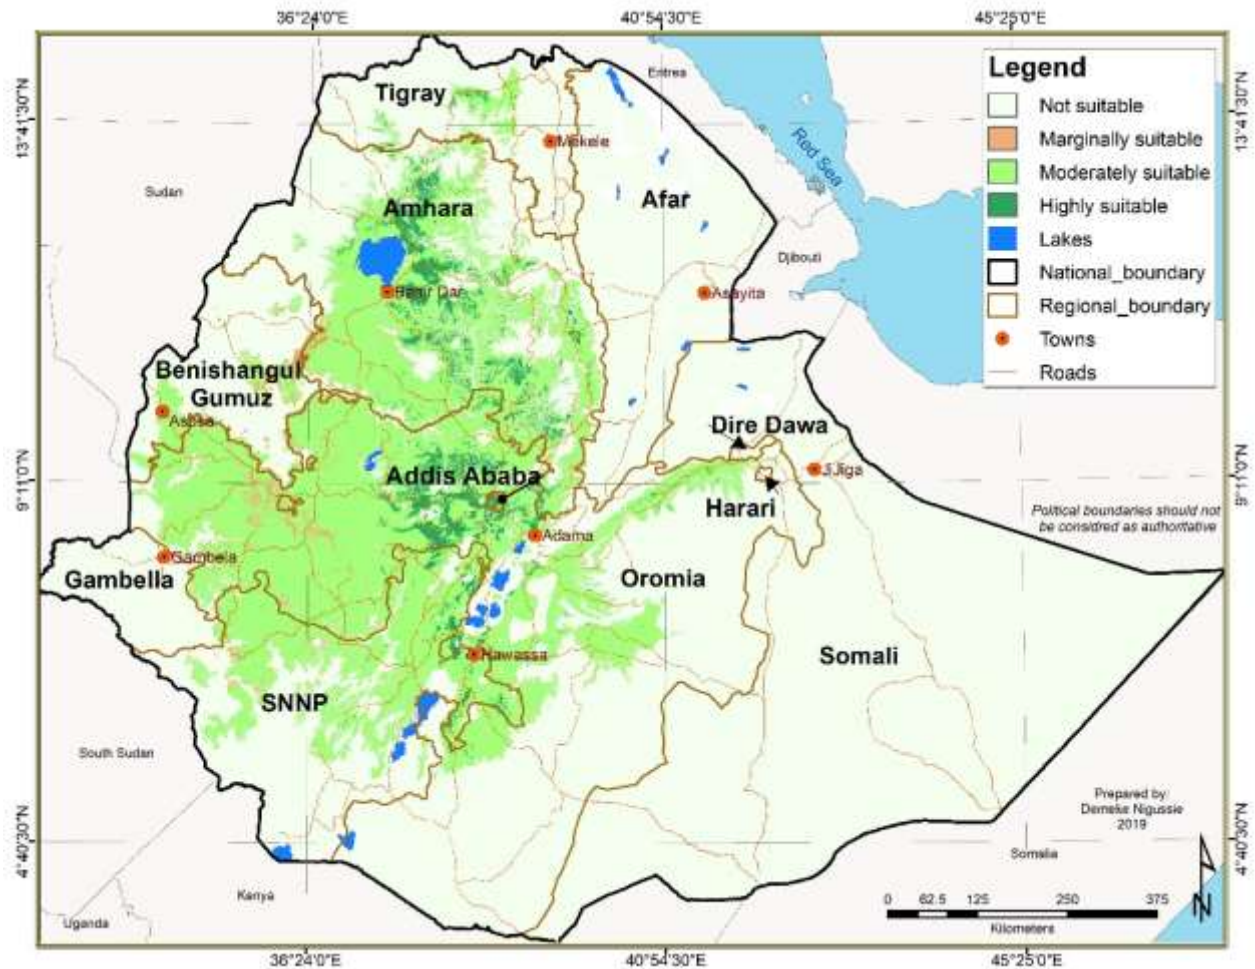 36°24'0"E
40°54'30"E
45°25'0"E
13°41'30"N
9°11'0"N
4°40'30"N
Legend
Not suitable
Marginally suitable
Moderately suitable
Highly suitable
Lakes
National_boundary
Regional_boundary
Towns
Roads
13°41'30"N
9°11'0"N
4°40'30"N
Eritrea
Tigray
Mekele
Red Sea
Sudan
Afar
Amhara
Djibouti
Bahir Dar
Asayita
Benishangul
Gumuz
Assosa
Dire Dawa
Addis Ababa
JiJiga
Harari
Political boundaries should not
be considred as authoritative
Adama
Gambela
Gambella
Oromia
Hawassa
Somali
SNNP
South Sudan
Prepared by:
Demeke Nigussie
2019
Somalia
Kenya
Uganda
N
0 62.5 125 250 375
Kilometers
36°24'0"E
40°54'30"E
45°25'0"E